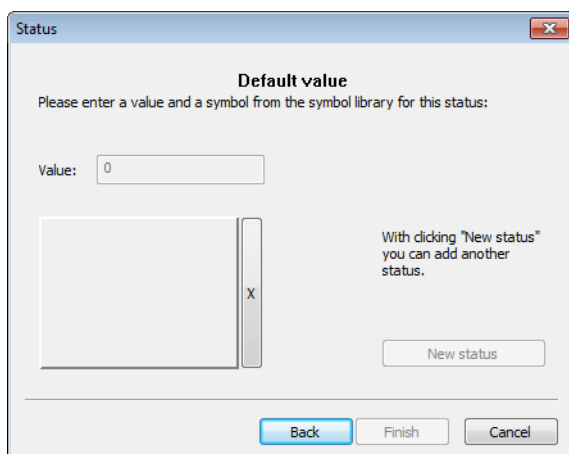 Status
Default value
Please enter a value and a symbol from the symbol library for this status:
Value: 0
With clicking "New status"
you can add another
status.
X
New status
Back Finish Cancel